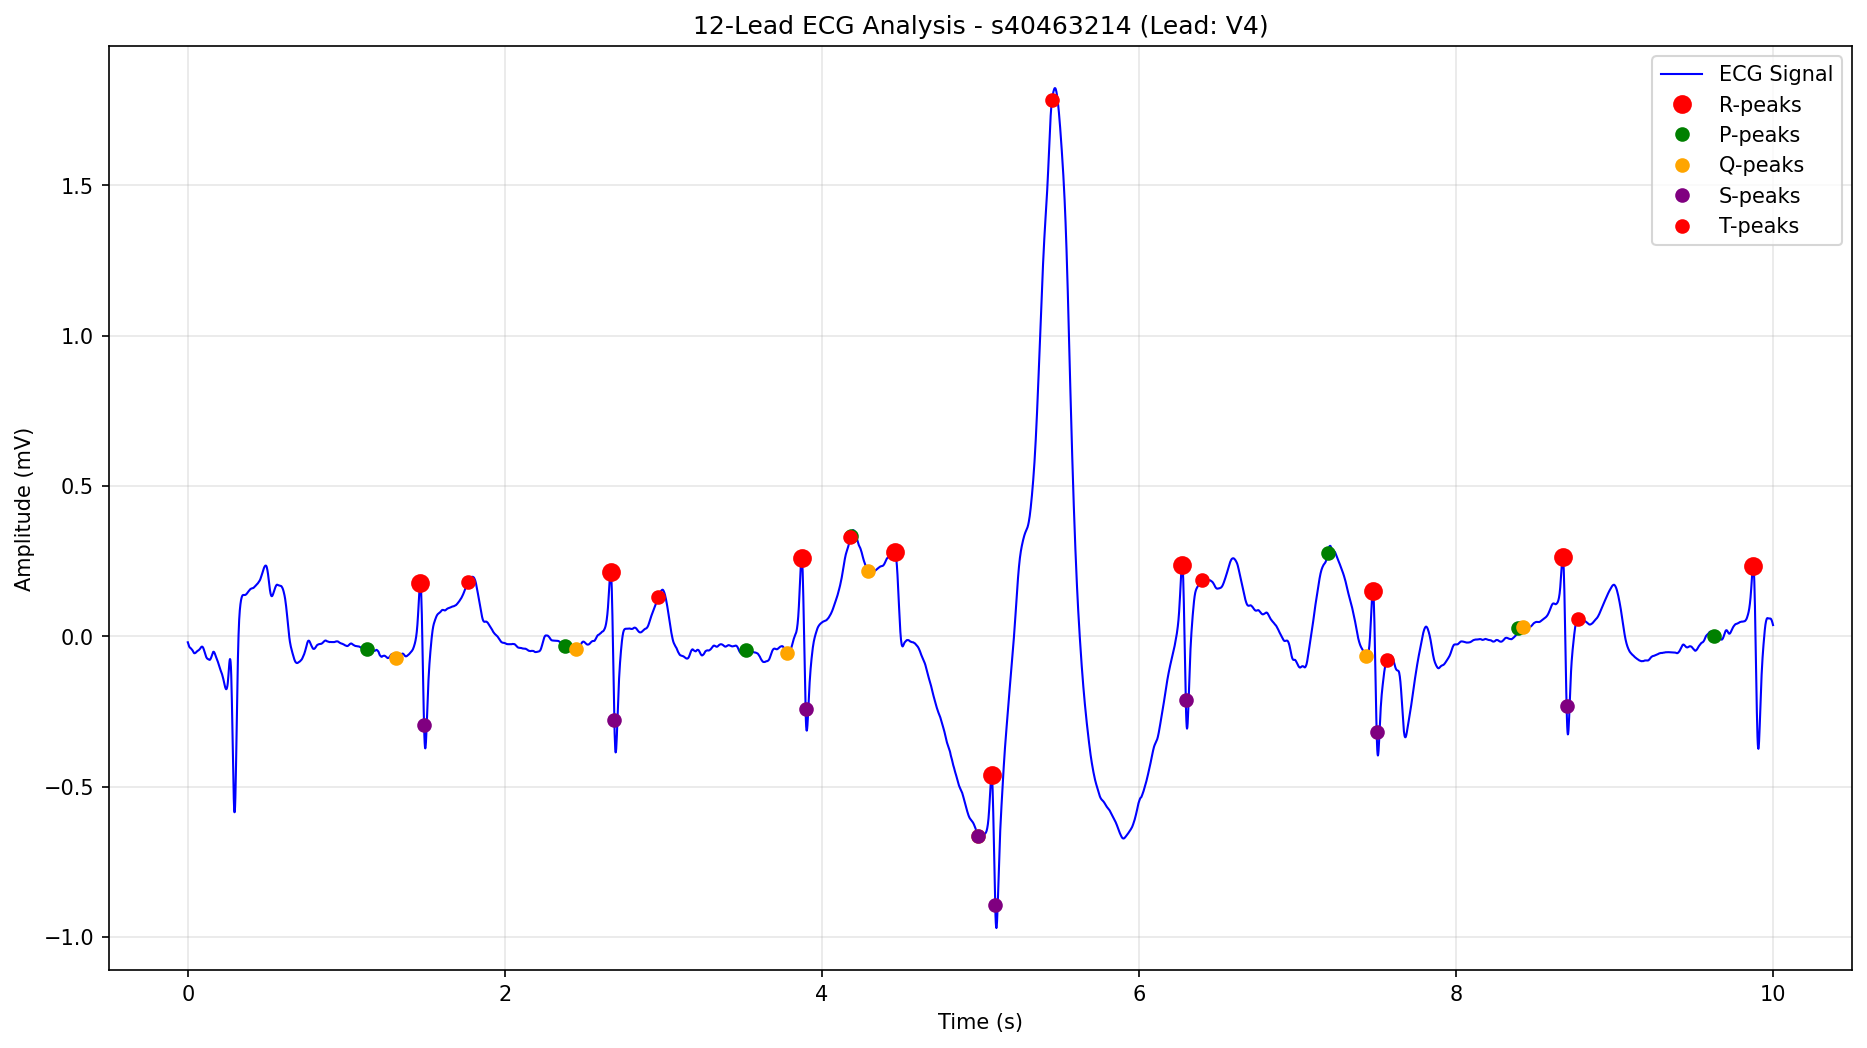 12-Lead ECG Analysis - s40463214 (Lead: V4)
ECG Signal
R-peaks
P-peaks
Q-peaks
S-peaks
T-peaks
Amplitude (mV)
1.5
1.0
0.5
0.0
−0.5
−1.0
0 2 4 6 8 10
Time (s)